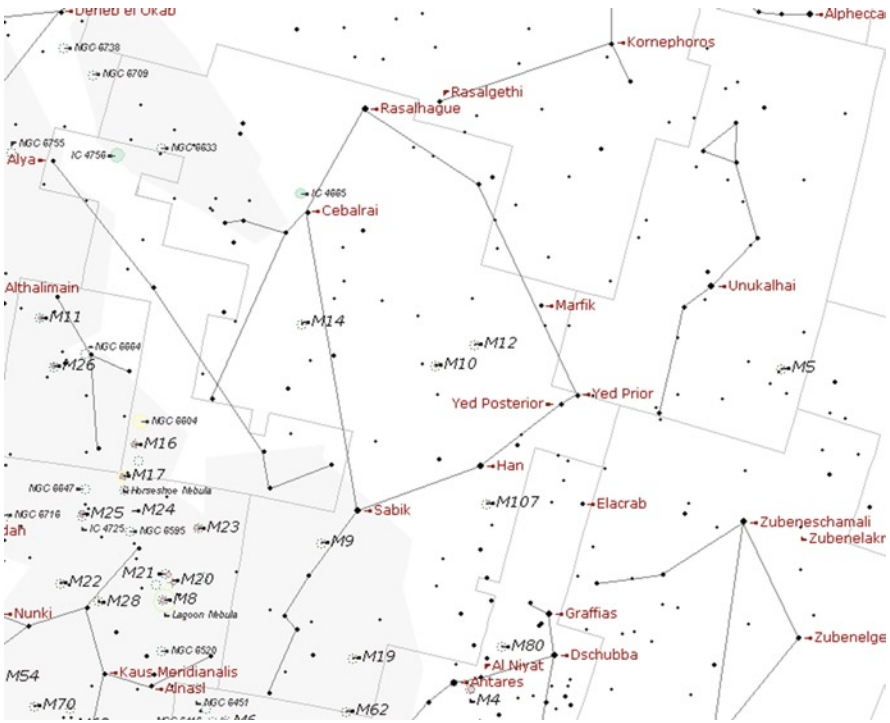 Deneb el Okab
Alphecca
NGC 6738
Kornephoros
NGC 6709
Rasalgethi
Rasalhague
NGC 6755
NGC 6633
IC 4756
Alya
IC 4665
Cebalrai
Althalimain
Unukalhai
Marfik
M11
M14
M12
NGC 6664
M26
M10
M5
Yed Prior
Yed Posterior
NGC 6604
M16
Han
M17
NGC 6647
Horseshoe Nebula
M107
Elacrab
M24
Sabik
NGC 6716
M25
Zubeneschamali
IC 4725
NGC 6595
M23
Zubenelakr
M9
M21
M20
M22
M28
M8
Nunki
Lagoon Nebula
Graffias
Zubenelge
M80
NGC 6520
M19
Dschubba
Al Niyat
Kaus Meridianalis
M54
Antares
Alnasl
M4
M70
NGC 6451
M62
M6